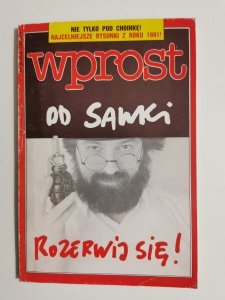 NIE TYLKO POD CHOINKĘ!
NAJCELNIEJSZE RYSUNKI Z ROKU 1991!
wprost
OD SAWKI
ROZERWIJ SIĘ!